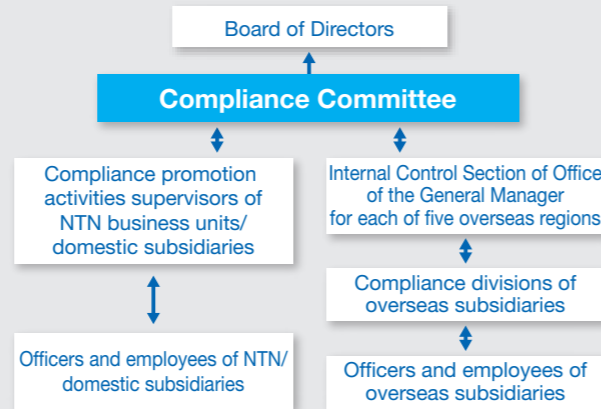 Board of Directors
Compliance Committee
Compliance promotion
activities supervisors of
NTN business units/
domestic subsidiaries
Internal Control Section of Office
of the General Manager
for each of five overseas regions
Compliance divisions of
overseas subsidiaries
Officers and employees of NTN/
domestic subsidiaries
Officers and employees of
overseas subsidiaries